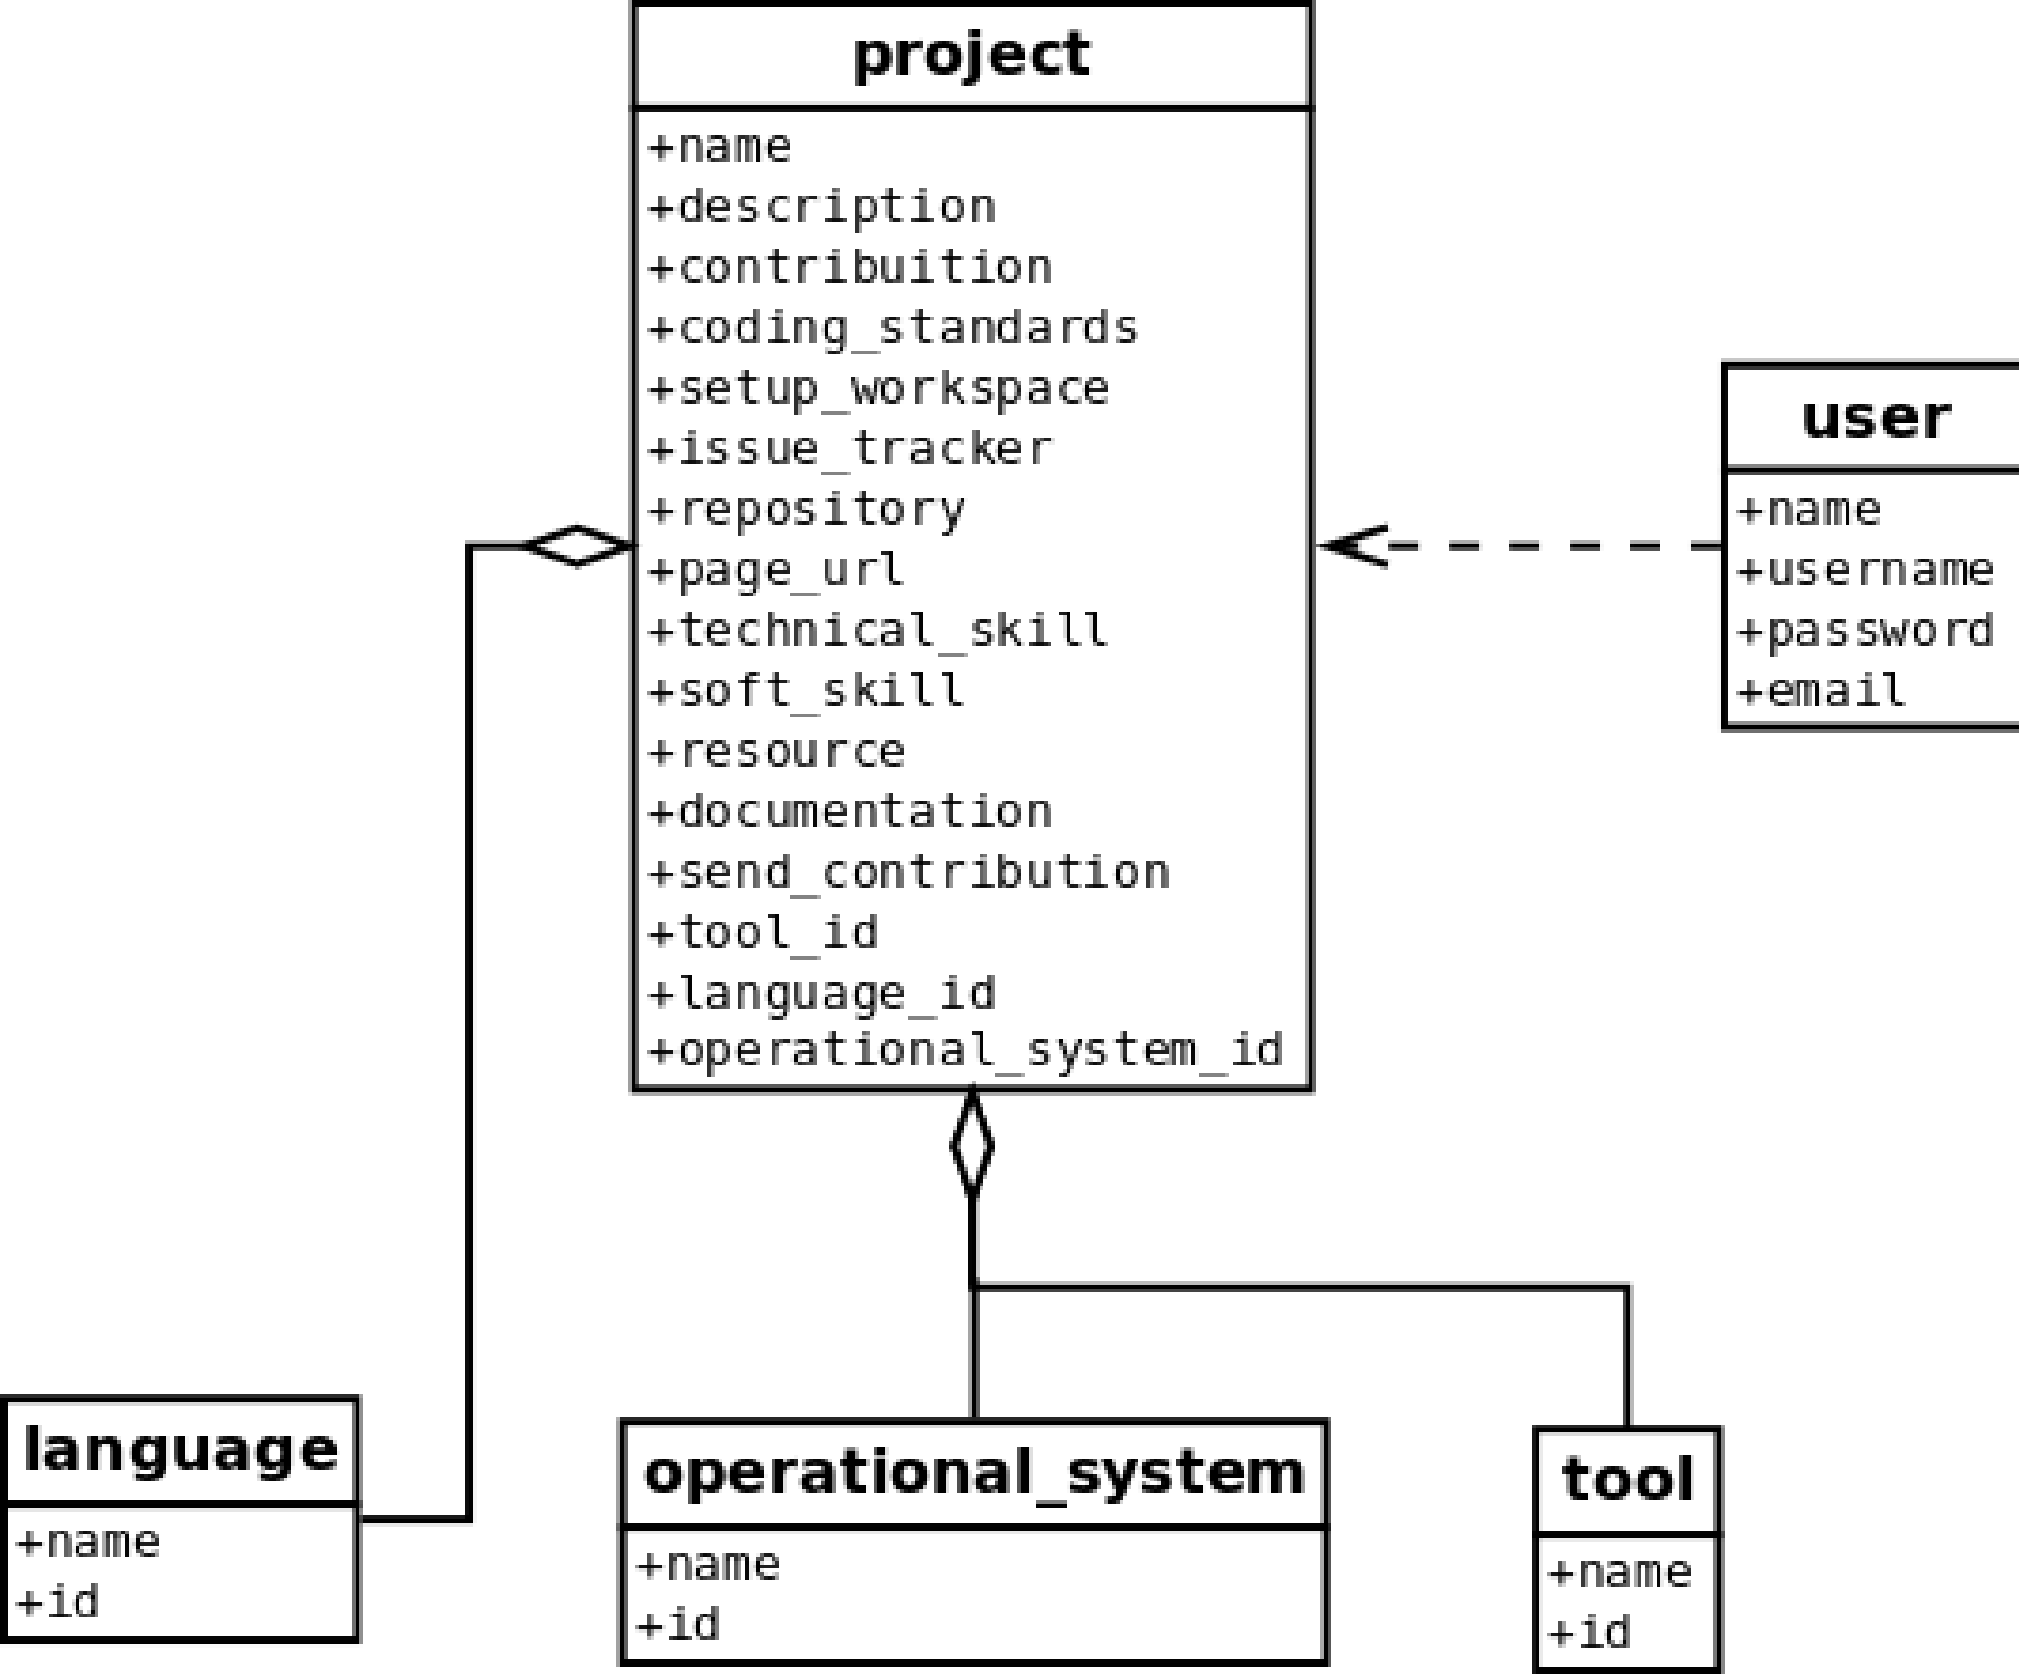 project
+name
+description
+contribuition
+coding_standards
+setup_workspace
+issue_tracker
+repository
+page_url
+technical_skill
+soft_skill
+resource
+documentation
+send_contribution
+tool_id
+language_id
+operational_system_id
user
+name
+username
+password
+email
language
+name
+id
operational_system
+name
+id
tool
+name
+id